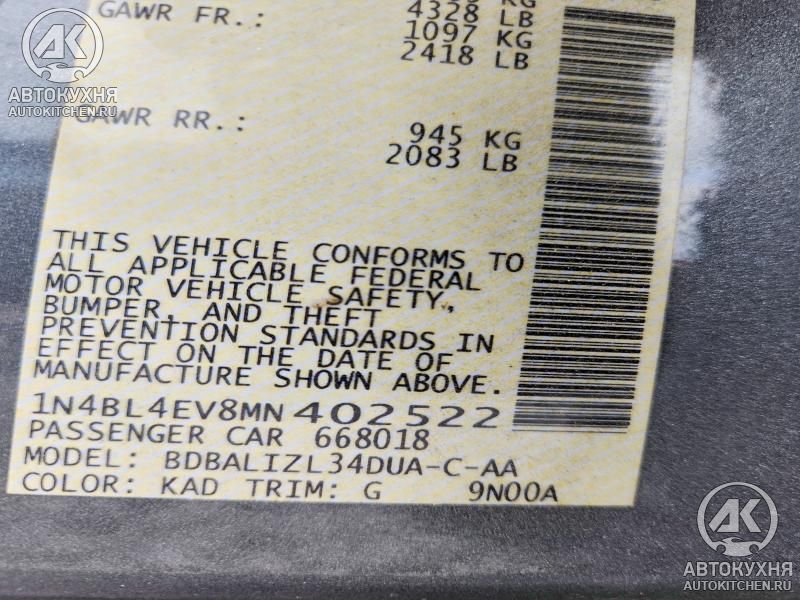 GAWR FR.:
4328 LB
1097 KG
2418 LB
АК
АВТОКУХНЯ
AUTOKITCHEN.RU
GAWR RR.:
945 KG
2083 LB
THIS VEHICLE CONFORMS TO
ALL APPLICABLE FEDERAL
MOTOR VEHICLE SAFETY,
BUMPER, AND THEFT
PREVENTION STANDARDS IN
EFFECT ON THE DATE OF
MANUFACTURE SHOWN ABOVE.
1N4BL4EV8MN402522
PASSENGER CAR 668018
MODEL: BDBALIZL34DUA-C-AA
COLOR: KAD TRIM: G 9N00A
АК
АВТОКУХНЯ
AUTOKITCHEN.RU